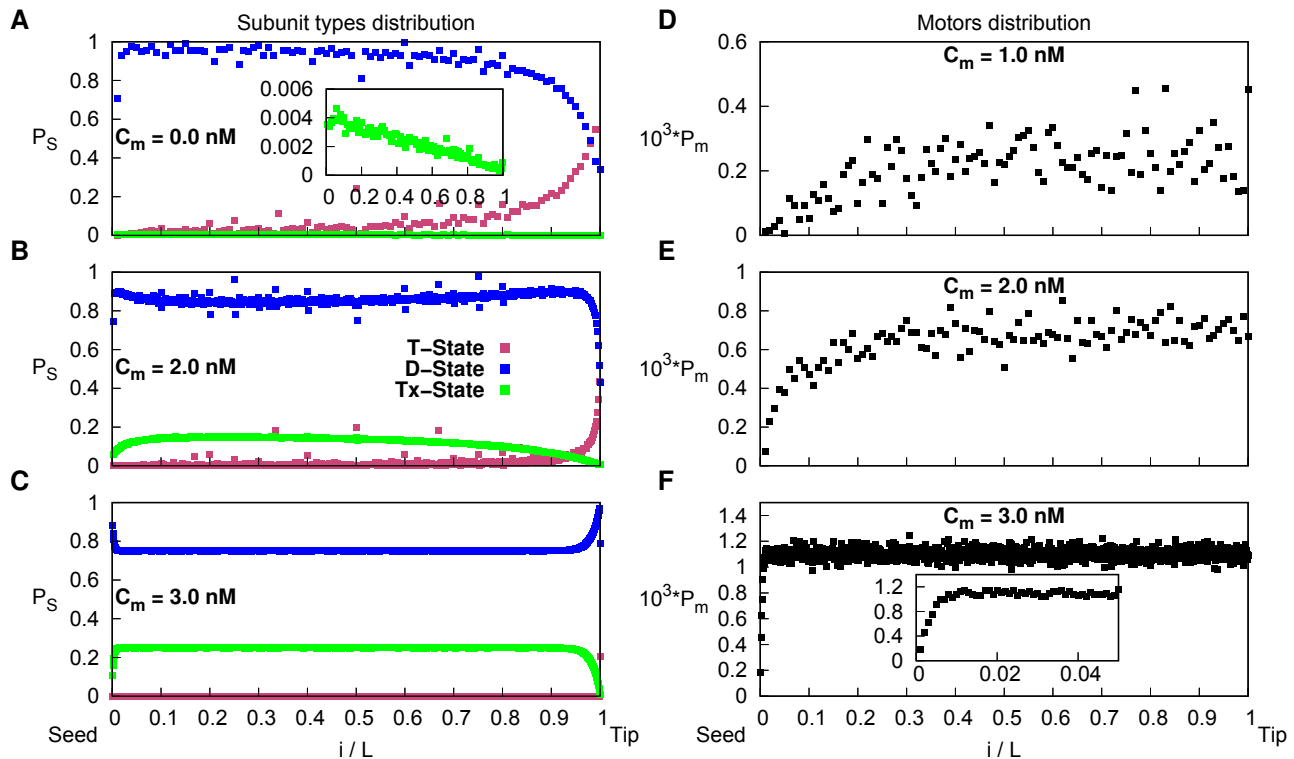 A
Subunit types distribution
1
0.8
0.6
0.4
0.2
0
P_S
C_m = 0.0 nM
0.006
0.004
0.002
0
0 0.2 0.4 0.6 0.8 1
B
1
0.8
0.6
0.4
0.2
0
P_S
C_m = 2.0 nM
T-State
D-State
Tx-State
C
1
0.8
0.6
0.4
0.2
0
P_S
C_m = 3.0 nM
0 0.1 0.2 0.3 0.4 0.5 0.6 0.7 0.8 0.9 1
Seed
i / L
Tip
D
Motors distribution
0.6
0.4
0.2
0
10^3*P_m
C_m = 1.0 nM
E
1
0.8
0.6
0.4
0.2
0
10^3*P_m
C_m = 2.0 nM
F
1.4
1.2
1
0.8
0.6
0.4
0.2
0
10^3*P_m
C_m = 3.0 nM
1.2
0.8
0.4
0
0 0.02 0.04
0 0.1 0.2 0.3 0.4 0.5 0.6 0.7 0.8 0.9 1
Seed
i / L
Tip